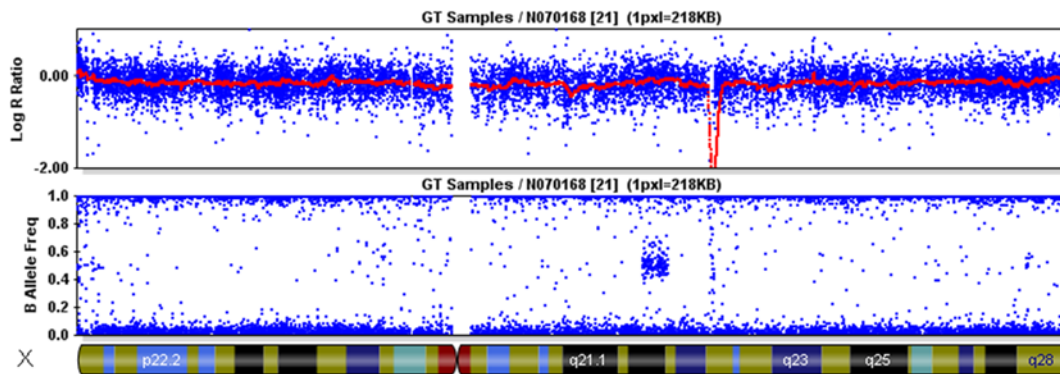 GT Samples / N070168 [21] (1pxl=218KB)
Log R Ratio
0.00
-2.00
GT Samples / N070168 [21] (1pxl=218KB)
B Allele Freq
1.0
0.8
0.6
0.4
0.2
0.0
X
p22.2 q21.1 q23 q25 q28